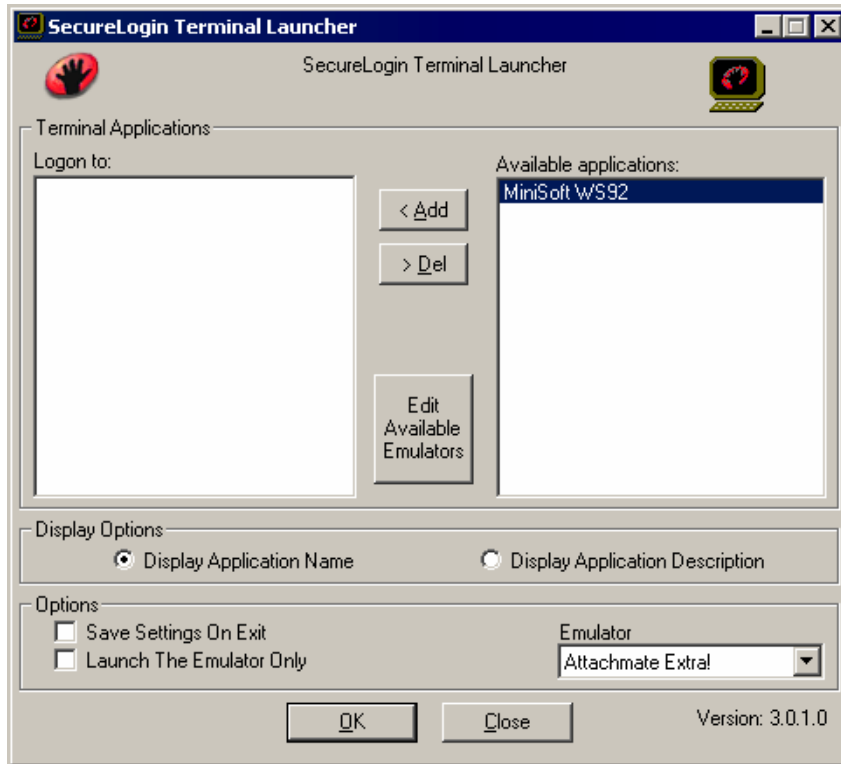 SecureLogin Terminal Launcher
SecureLogin Terminal Launcher
Terminal Applications
Logon to:
Available applications:
MiniSoft WS92
< Add
> Del
Edit
Available
Emulators
Display Options
Display Application Name
Display Application Description
Options
Save Settings On Exit
Emulator
Launch The Emulator Only
Attachmate Extra!
OK
Close
Version: 3.0.1.0